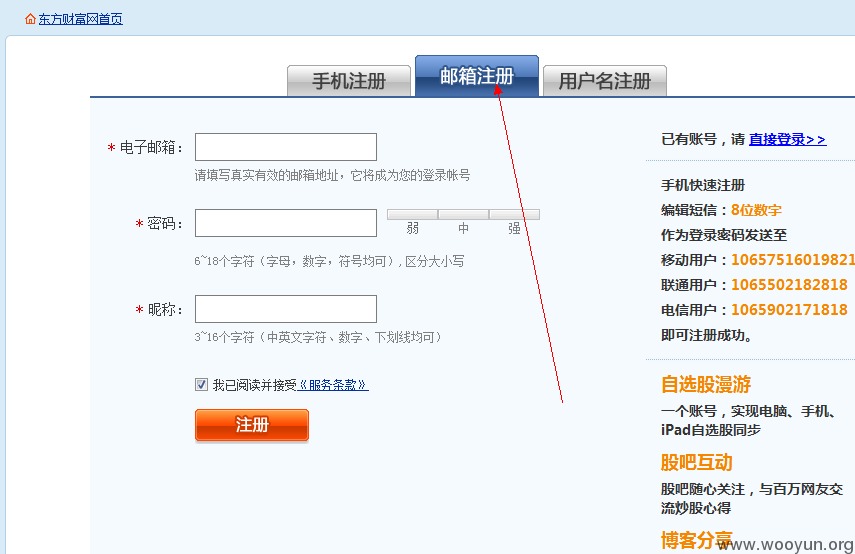 东方财富网首页
手机注册 邮箱注册 用户名注册
* 电子邮箱：
请填写真实有效的邮箱地址，它将成为您的登录帐号
* 密码：
弱 中 强
6~18个字符（字母，数字，符号均可）,区分大小写
* 昵称：
3~16个字符（中英文字符、数字、下划线均可）
我已阅读并接受《服务条款》
注册
已有账号，请 直接登录>>
手机快速注册
编辑短信：8位数字
作为登录密码发送至
移动用户：10657516019821
联通用户：1065502182818
电信用户：1065902171818
即可注册成功。
自选股漫游
一个账号，实现电脑、手机、
iPad自选股同步
股吧互动
股吧随心关注，与百万网友交
流炒股心得
博客分享
www.wooyun.org